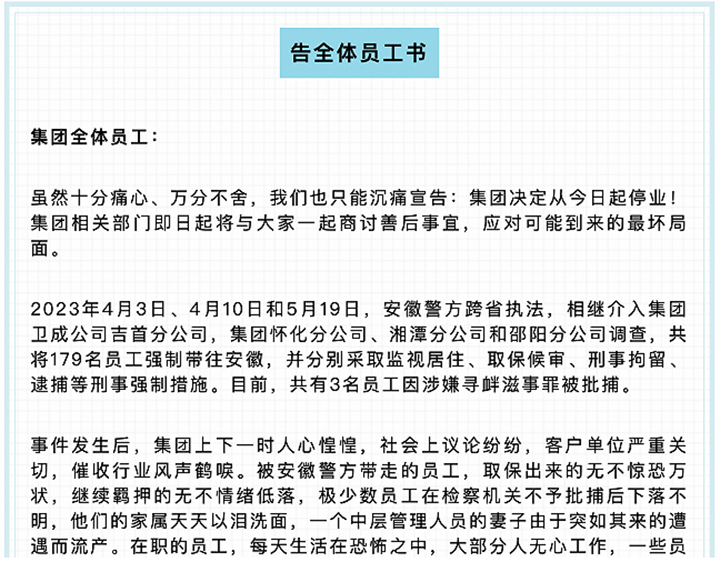 告全体员工书
集团全体员工：
虽然十分痛心、万分不舍，我们也只能沉痛宣告：集团决定从今日起停业！
集团相关部门即日起将与大家一起商讨善后事宜，应对可能到来的最坏局
面。
2023年4月3日、4月10日和5月19日，安徽警方跨省执法，相继介入集团
卫成公司吉首分公司，集团怀化分公司、湘潭分公司和邵阳分公司调查，共
将179名员工强制带往安徽，并分别采取监视居住、取保候审、刑事拘留、
逮捕等刑事强制措施。目前，共有3名员工因涉嫌寻衅滋事罪被批捕。
事件发生后，集团上下一时人心惶惶，社会上议论纷纷，客户单位严重关
切，催收行业风声鹤唳。被安徽警方带走的员工，取保出来的无不惊恐万
状，继续羁押的无不情绪低落，极少数员工在检察机关不予批捕后下落不
明，他们的家属天天以泪洗面，一个中层管理人员的妻子由于突如其来的遭
遇而流产。在职的员工，每天生活在恐怖之中，大部分人无心工作，一些员